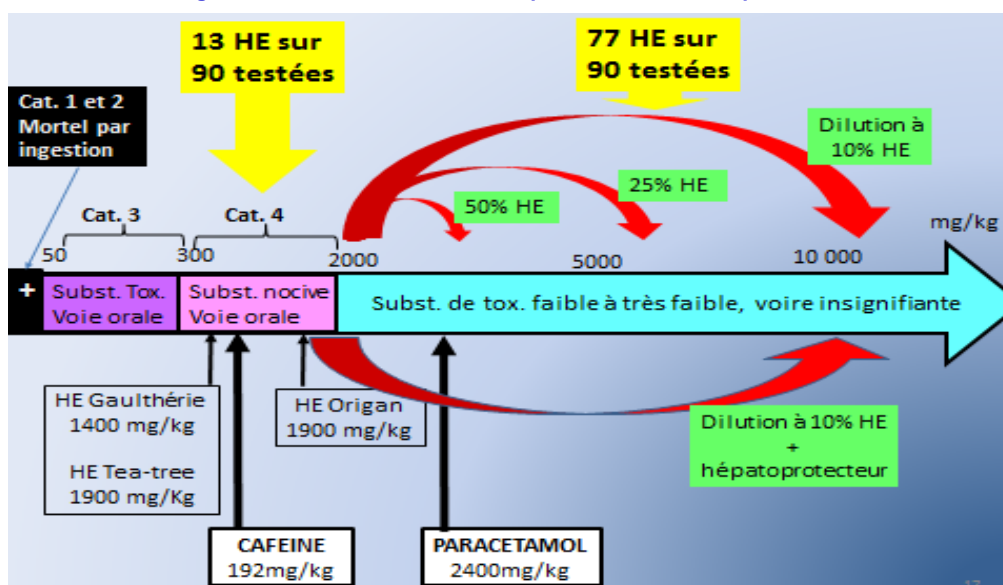 13 HE sur
90 testées
77 HE sur
90 testées
Cat. 1 et 2
Mortel par
ingestion
Dilution à
10% HE
25% HE
50% HE
Cat. 3
Cat. 4
mg/kg
50
300
2000
5000
10 000
+
Subst. Tox.
Voie orale
Subst. nocive
Voie orale
Subst. de tox. faible à très faible, voire insignifiante
HE Gaulthérie
1400 mg/kg
HE Tea-tree
1900 mg/Kg
HE Origan
1900 mg/kg
Dilution à 10% HE
+
hépatoprotecteur
CAFEINE
192mg/kg
PARACETAMOL
2400mg/kg
17